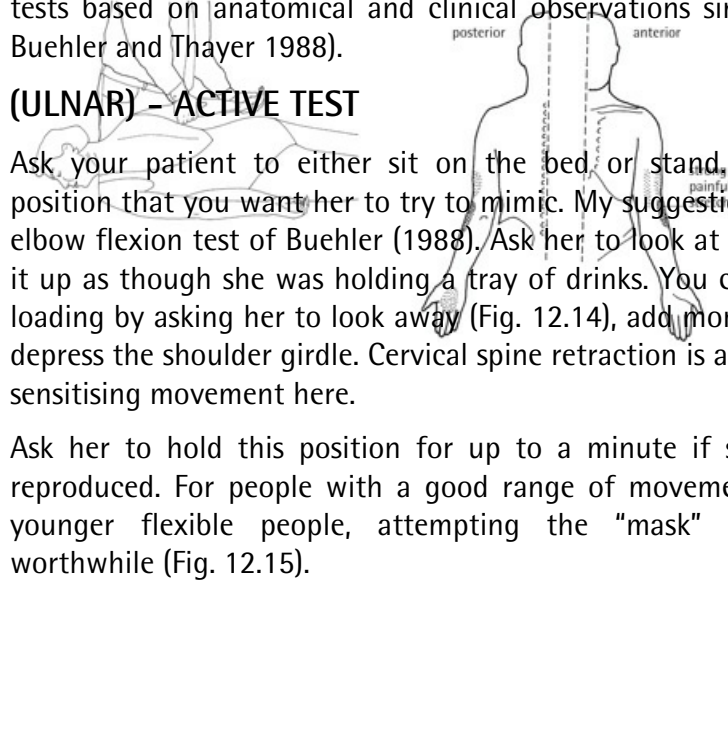 tests based on anatomical and clinical observations sin
Buehler and Thayer 1988).
posterior
anterior
(ULNAR) – ACTIVE TEST
Ask your patient to either sit on the bed or stand.
strong
painfu
position that you want her to try to mimic. My suggesti
elbow flexion test of Buehler (1988). Ask her to look at
it up as though she was holding a tray of drinks. You c
loading by asking her to look away (Fig. 12.14), add mor
depress the shoulder girdle. Cervical spine retraction is a
sensitising movement here.
Ask her to hold this position for up to a minute if s
reproduced. For people with a good range of moveme
younger flexible people, attempting the “mask”
worthwhile (Fig. 12.15).